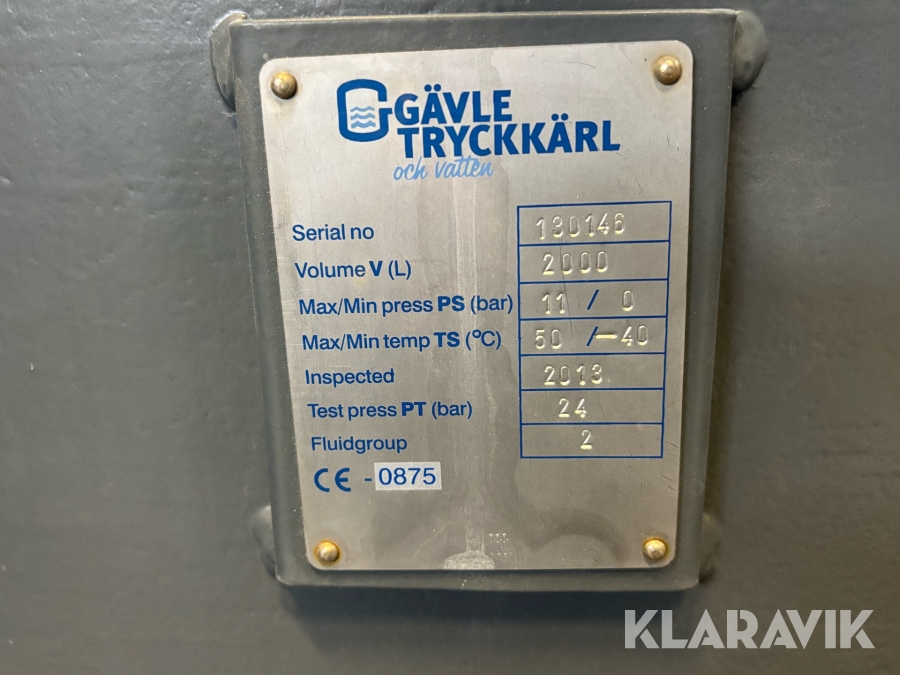 GÄVLE
TRYCKKÄRL
och vatten
Serial no 130146
Volume V (L) 2000
Max/Min press PS (bar) 11 / 0
Max/Min temp TS (°C) 50 /-40
Inspected 2013
Test press PT (bar) 24
Fluidgroup 2
CE - 0875
KLARAVIK